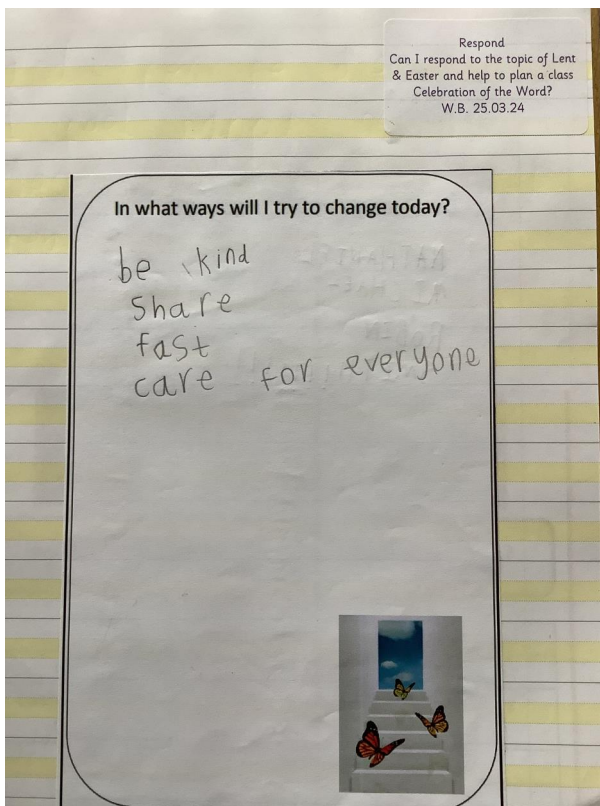 Respond
Can I respond to the topic of Lent
& Easter and help to plan a class
Celebration of the Word?
W.B. 25.03.24
In what ways will I try to change today?
be kind
Share
fast
care for everyone